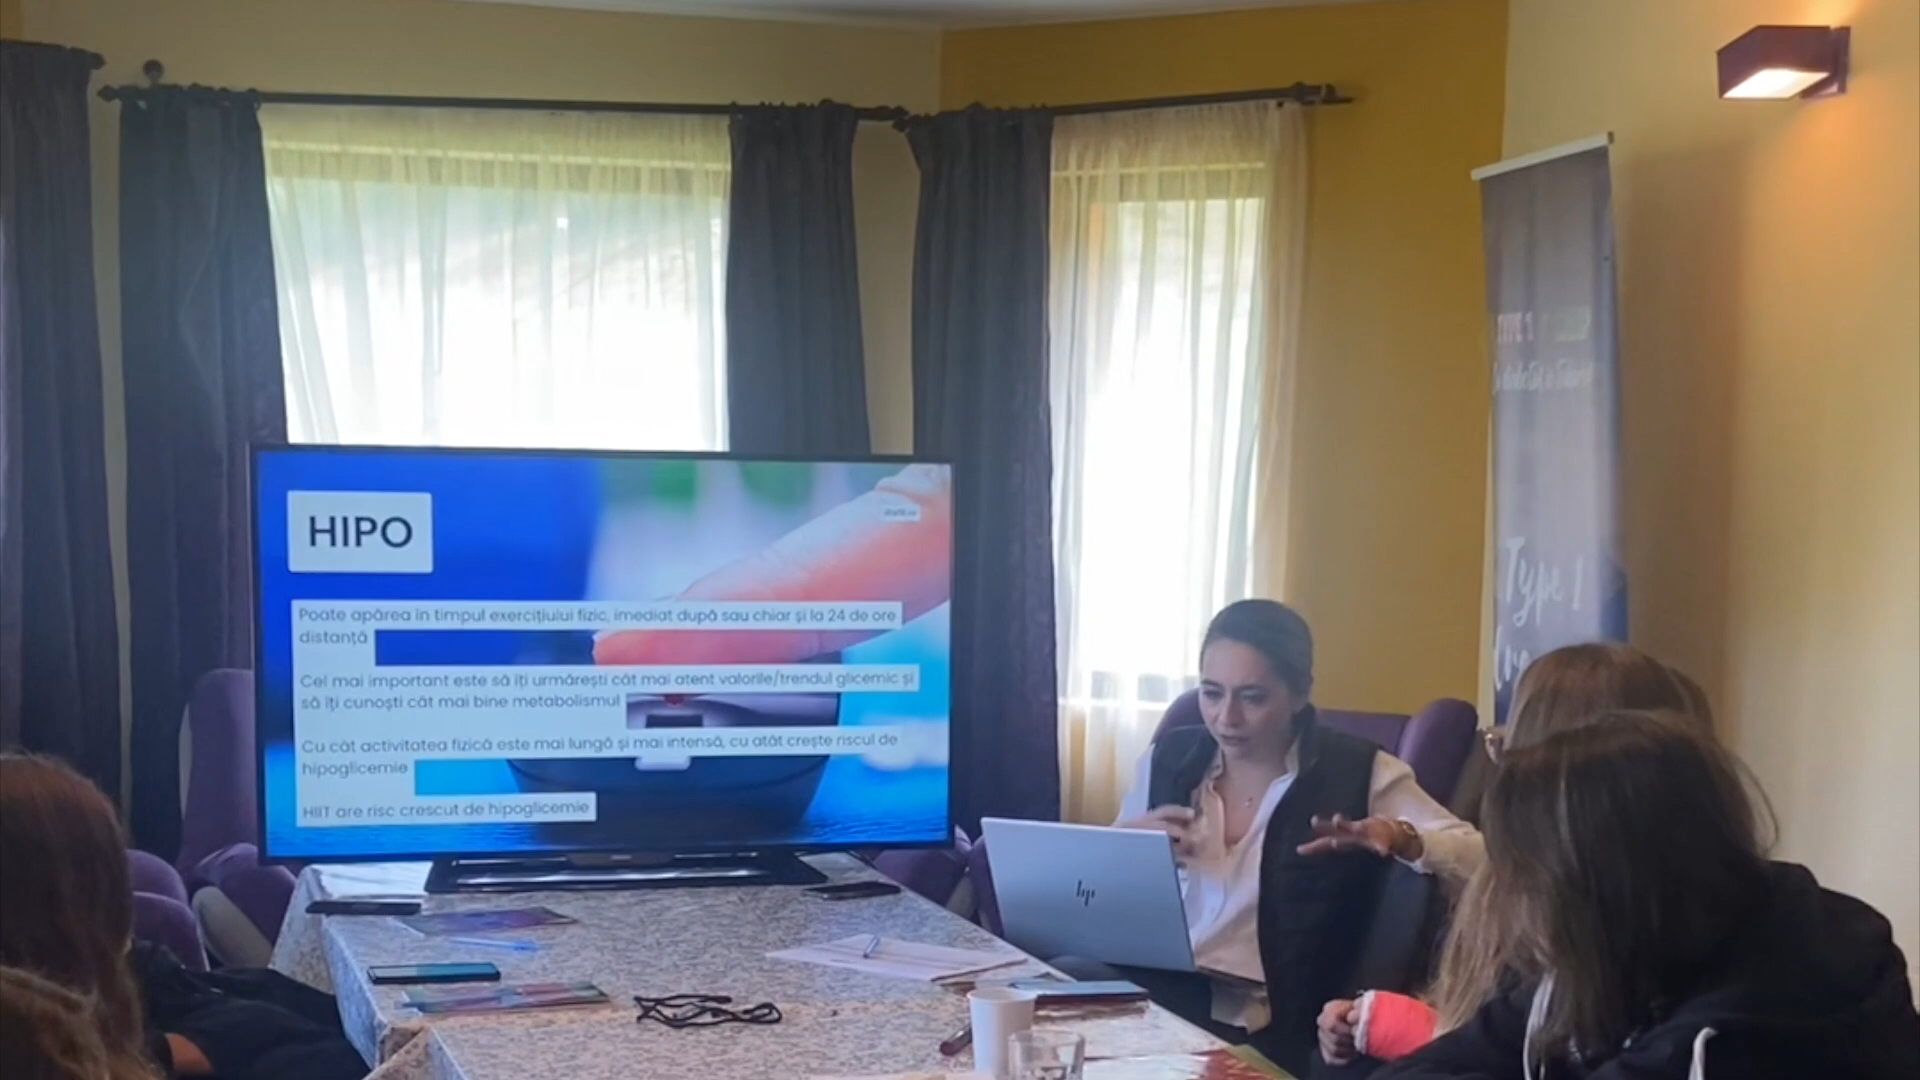 HIPO
Poate apărea în timpul exercițiului fizic, imediat după sau chiar și la 24 de ore
distanță
Cel mai important este să îți urmărești cât mai atent valorile/trendul glicemic și
să îți cunoști cât mai bine metabolismul
Cu cât activitatea fizică este mai lungă și mai intensă, cu atât crește riscul de
hipoglicemie
HIIT are risc crescut de hipoglicemie
hp
TYPE 1
Type 1